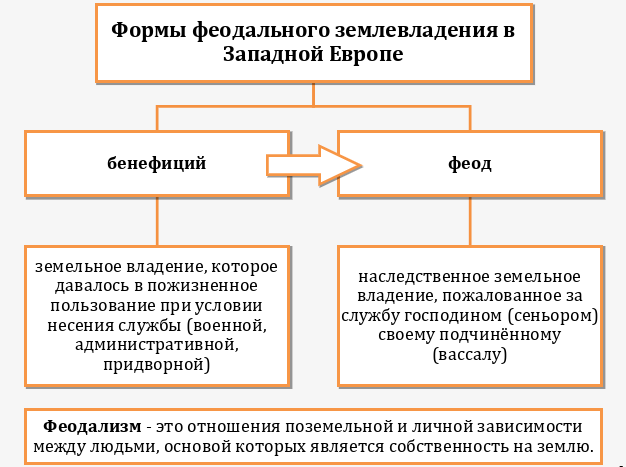 Формы феодального землевладения в
Западной Европе
бенефиций
феод
земельное владение, которое
давалось в пожизненное
пользование при условии
несения службы (военной,
административной,
придворной)
наследственное земельное
владение, пожалованное за
службу господином (сеньором)
своему подчинённому
(вассалу)
Феодализм - это отношения поземельной и личной зависимости
между людьми, основой которых является собственность на землю.